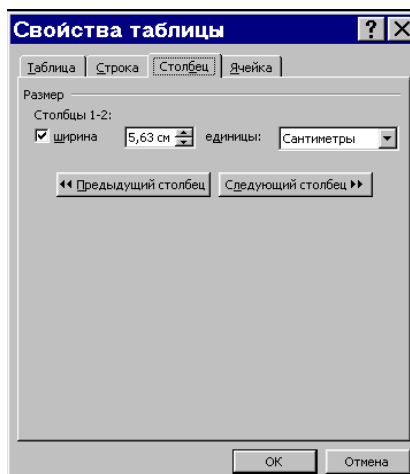 Свойства таблицы
Таблица Строка Столбец Ячейка
Размер
Столбцы 1-2:
ширина 5,63 см единицы: Сантиметры
Предыдущий столбец Следующий столбец
ОК Отмена